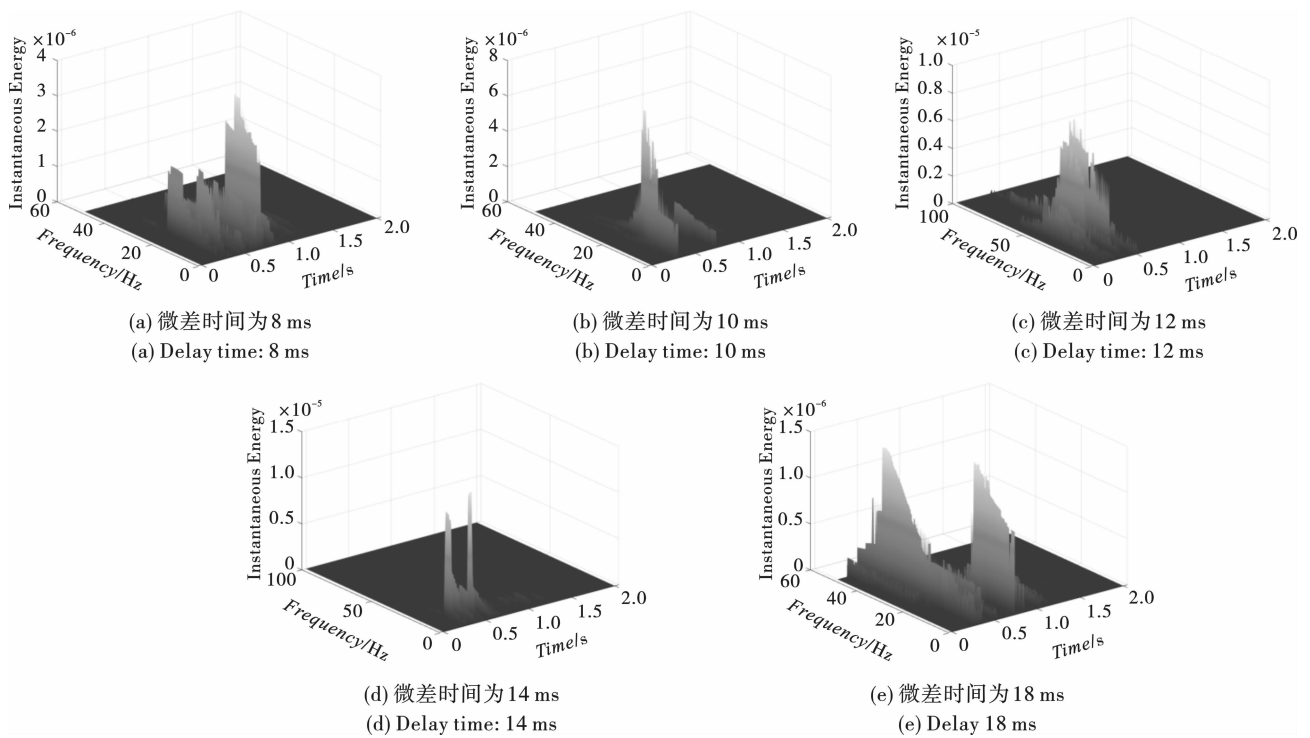 ×10⁻⁶
Instantaneous Energy
4
3
2
1
0
60
40
20
0
Frequency/Hz
0
0.5
1.0
1.5
2.0
Time/s
(a) 微差时间为8 ms
(a) Delay time: 8 ms
×10⁻⁶
Instantaneous Energy
8
6
4
2
0
60
40
20
0
Frequency/Hz
0
0.5
1.0
1.5
2.0
Time/s
(b) 微差时间为10 ms
(b) Delay time: 10 ms
×10⁻⁵
Instantaneous Energy
1.0
0.8
0.6
0.4
0.2
0
100
50
0
Frequency/Hz
0
0.5
1.0
1.5
2.0
Time/s
(c) 微差时间为12 ms
(c) Delay time: 12 ms
×10⁻⁵
Instantaneous Energy
1.5
1.0
0.5
0
100
50
0
Frequency/Hz
0
0.5
1.0
1.5
2.0
Time/s
(d) 微差时间为14 ms
(d) Delay time: 14 ms
×10⁻⁶
Instantaneous Energy
1.5
1.0
0.5
0
60
40
20
0
Frequency/Hz
0
0.5
1.0
1.5
2.0
Time/s
(e) 微差时间为18 ms
(e) Delay 18 ms